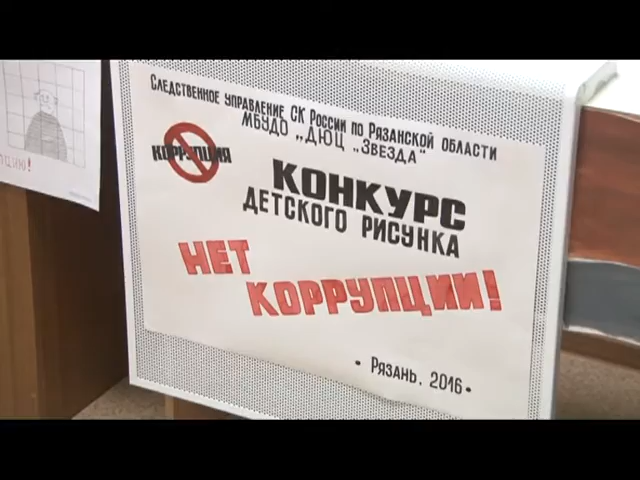 Следственное управление СК России по Рязанской области
МБУДО „ДЮЦ „Звезда"
КОРРУПЦИЯ
КОНКУРС
ДЕТСКОГО РИСУНКА
НЕТ
КОРРУПЦИИ!
• Рязань, 2016 •